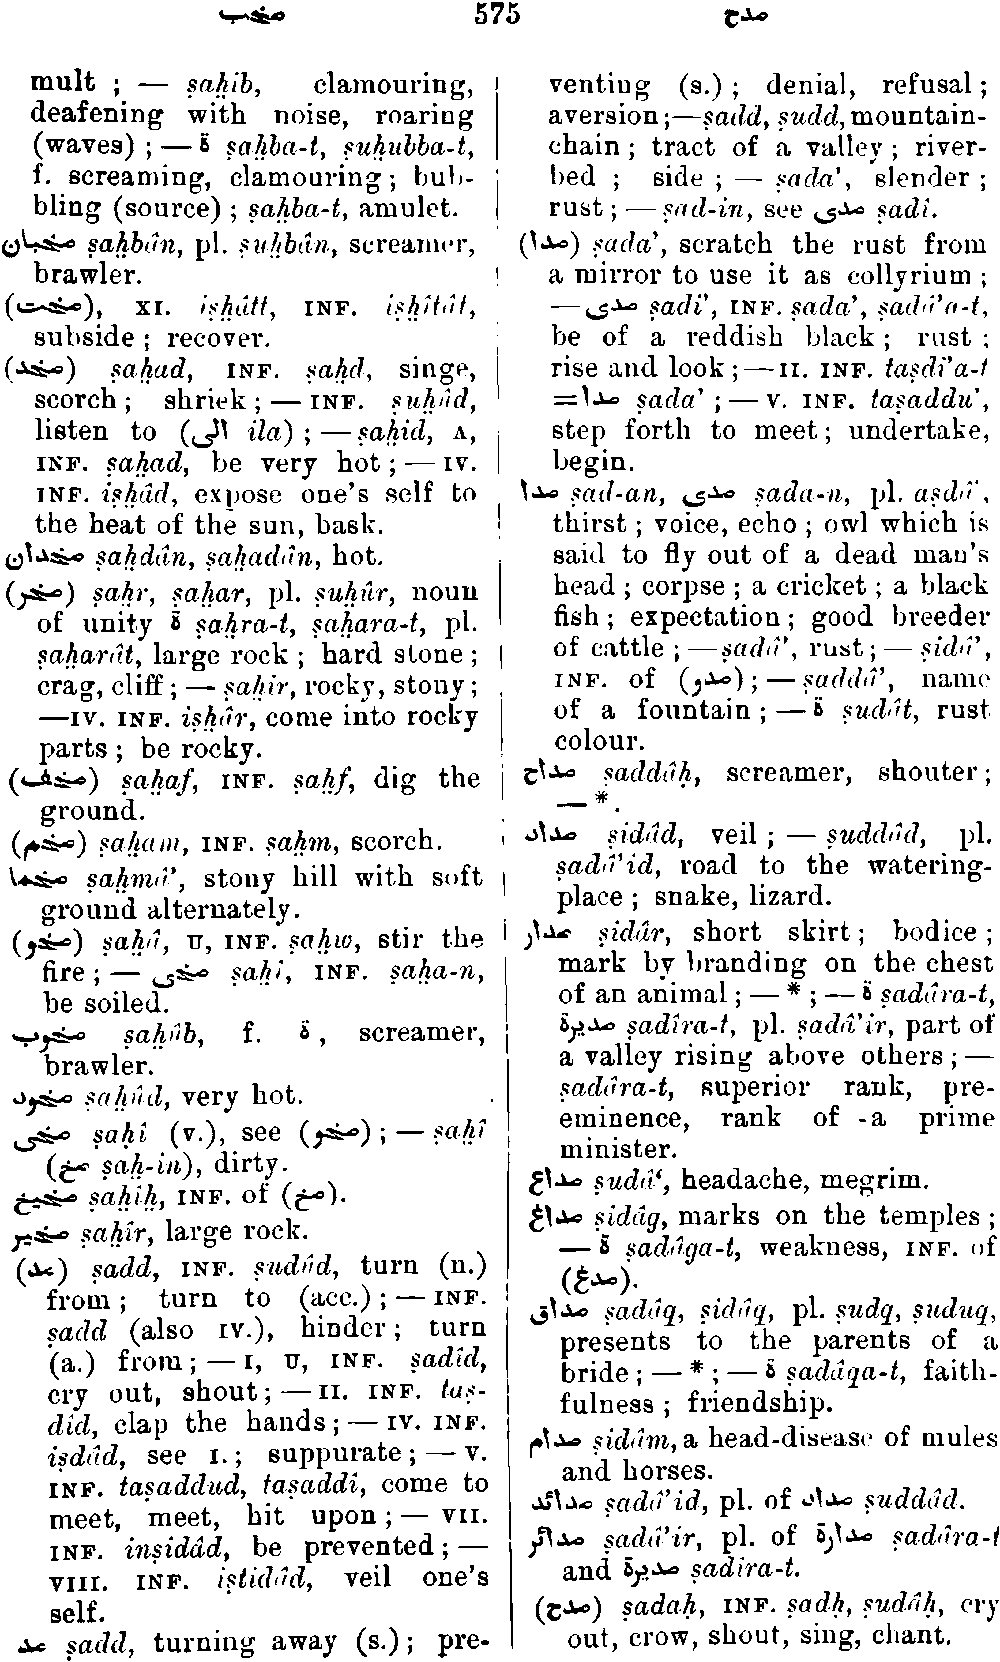 صخب 575 صدح
mult ; — ṣaḫib, clamouring,
deafening with noise, roaring
(waves) ; — ة ṣaḫba-t, ṣuḫubba-t,
f. screaming, clamouring ; bub-
bling (source) ; ṣaḫba-t, amulet.
صخبان ṣaḫbân, pl. ṣuḫbân, screamer,
brawler.
(صخت), XI. iṣḫâtt, INF. iṣḫîtât,
subside ; recover.
(صخد) ṣaḫad, INF. ṣaḫd, singe,
scorch ; shriek ; — INF. ṣuḫûd,
listen to (الى ila) ; — ṣaḫid, A,
INF. ṣaḫad, be very hot ; — IV.
INF. iṣḫâd, expose one's self to
the heat of the sun, bask.
صخدان ṣaḫdân, ṣaḫadân, hot.
(صخر) ṣaḫr, ṣaḫar, pl. ṣuḫûr, noun
of unity ة ṣaḫra-t, ṣaḫara-t, pl.
ṣaḫarât, large rock ; hard stone ;
crag, cliff ; — ṣaḫir, rocky, stony ;
—IV. INF. iṣḫâr, come into rocky
parts ; be rocky.
(صخف) ṣaḫaf, INF. ṣaḫf, dig the
ground.
(صخم) ṣaḫam, INF. ṣaḫm, scorch.
صخما ṣaḫmâ', stony hill with soft
ground alternately.
(صخو) ṣaḫâ, U, INF. ṣaḫw, stir the
fire ; — صخى ṣaḫî, INF. ṣaḫa-n,
be soiled.
صخوب ṣaḫûb, f. ة, screamer,
brawler.
صخود ṣaḫûd, very hot.
صخى ṣaḫî (V.), see (صخو) ; — ṣaḫî
(صخ ṣaḫ-in), dirty.
صخيخ ṣaḫîḫ, INF. of (صخ).
صخير ṣaḫîr, large rock.
(صد) ṣadd, INF. ṣudûd, turn (n.)
from ; turn to (acc.) ; — INF.
ṣadd (also IV.), hinder ; turn
(a.) from ; — I, U, INF. ṣadîd,
cry out, shout ; — II. INF. taṣ-
dîd, clap the hands ; — IV. INF.
iṣdâd, see I. ; suppurate ; — V.
INF. taṣaddud, taṣaddî, come to
meet, meet, hit upon ; — VII.
INF. inṣidâd, be prevented ; —
VIII. INF. iṣtidâd, veil one's
self.
صد ṣadd, turning away (s.) ; pre-
venting (s.) ; denial, refusal ;
aversion ;—ṣadd, ṣudd, mountain-
chain ; tract of a valley ; river-
bed ; side ; — ṣada', slender ;
rust ; — ṣad-in, see صدى ṣadî.
(صدا) ṣada', scratch the rust from
a mirror to use it as collyrium ;
— صدى ṣadi', INF. ṣada', ṣadâ'a-t,
be of a reddish black ; rust ;
rise and look ; — II. INF. taṣdi'a-t
=صدا ṣada' ; — V. INF. taṣaddu',
step forth to meet ; undertake,
begin.
صدا ṣad-an, صدى ṣada-n, pl. aṣdâ',
thirst ; voice, echo ; owl which is
said to fly out of a dead man's
head ; corpse ; a cricket ; a black
fish ; expectation ; good breeder
of cattle ; —ṣadâ', rust ; — ṣidâ',
INF. of (صدو) ; — ṣaddâ', name
of a fountain ; — ة ṣudât, rust
colour.
صداح ṣaddâḥ, screamer, shouter ;
— *.
صداد ṣidâd, veil ; — ṣuddâd, pl.
ṣadâ'id, road to the watering-
place ; snake, lizard.
صدار ṣidâr, short skirt ; bodice ;
mark by branding on the chest
of an animal ; — * ; — ة ṣadâra-t,
صديرة ṣadîra-t, pl. ṣadâ'ir, part of
a valley rising above others ; —
ṣadâra-t, superior rank, pre-
eminence, rank of -a prime
minister.
صداع ṣudâ‘, headache, megrim.
صداغ ṣidâg, marks on the temples ;
— ة ṣadâga-t, weakness, INF. of
(صدغ).
صداق ṣadâq, ṣidâq, pl. ṣudq, ṣuduq,
presents to the parents of a
bride ; — * ; — ة ṣadâqa-t, faith-
fulness ; friendship.
صدام ṣidâm, a head-disease of mules
and horses.
صدائد ṣadâ'id, pl. of صداد ṣuddâd.
صدائر ṣadâ'ir, pl. of صدارة ṣadâra-t
and صديرة ṣadîra-t.
(صدح) ṣadaḥ, INF. ṣadḥ, ṣudâḥ, cry
out, crow, shout, sing, chant.